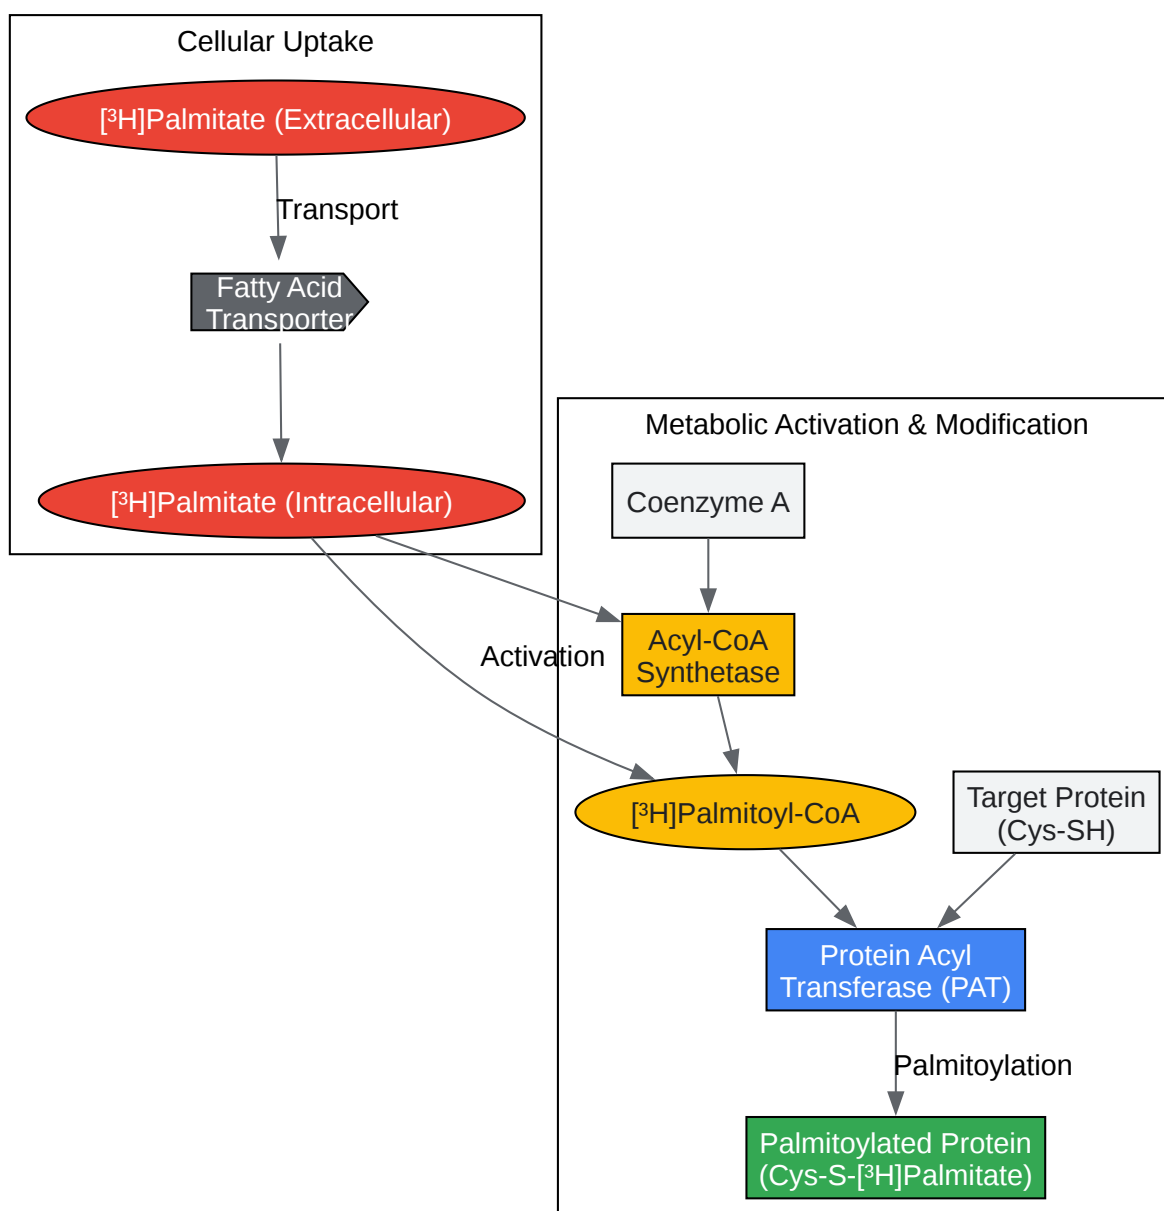 Cellular Uptake
[³H]Palmitate (Extracellular)
Transport
Fatty Acid
Transporter
[³H]Palmitate (Intracellular)
Metabolic Activation & Modification
Coenzyme A
Activation
Acyl-CoA
Synthetase
[³H]Palmitoyl-CoA
Target Protein
(Cys-SH)
Protein Acyl
Transferase (PAT)
Palmitoylation
Palmitoylated Protein
(Cys-S-[³H]Palmitate)